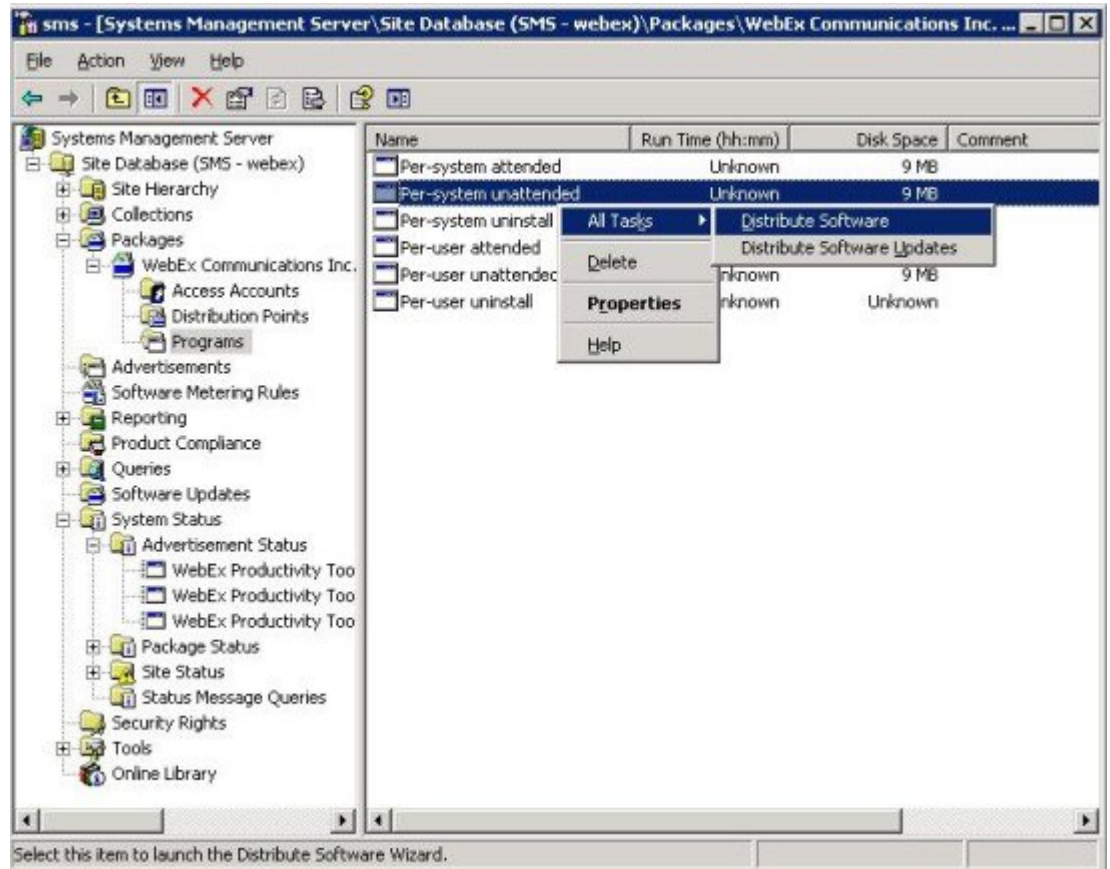 sms - [Systems Management Server\Site Database (SMS - webex)\Packages\WebEx Communications Inc. ...
File Action View Help
Systems Management Server
Site Database (SMS - webex)
Site Hierarchy
Collections
Packages
WebEx Communications Inc.
Access Accounts
Distribution Points
Programs
Advertisements
Software Metering Rules
Reporting
Product Compliance
Queries
Software Updates
System Status
Advertisement Status
WebEx Productivity Too
WebEx Productivity Too
WebEx Productivity Too
Package Status
Site Status
Status Message Queries
Security Rights
Tools
Online Library
Name Run Time (hh:mm) Disk Space Comment
Per-system attended Unknown 9 MB
Per-system unattended Unknown 9 MB
Per-system uninstall
Per-user attended
Per-user unattended nknown 9 MB
Per-user uninstall nknown Unknown
All Tasks
Delete
Properties
Help
Distribute Software
Distribute Software Updates
Select this item to launch the Distribute Software Wizard.